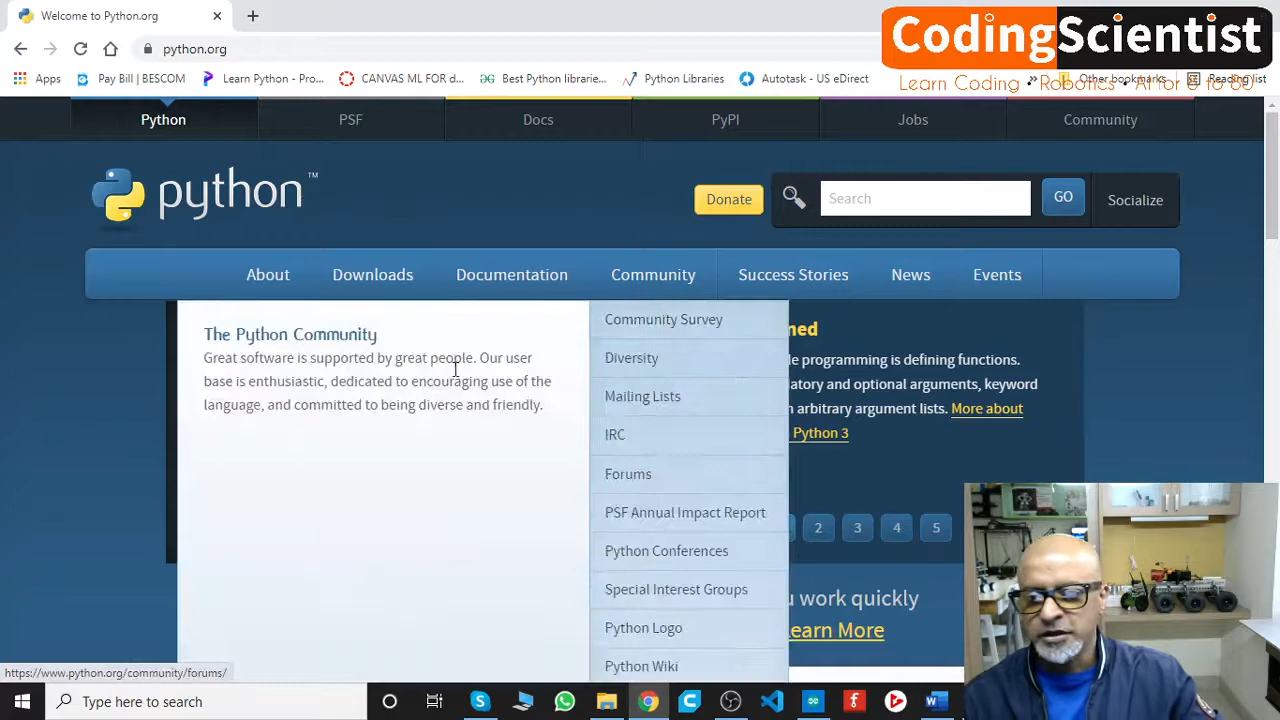 Welcome to Python.org
CodingScientist
python.org
Apps
Pay Bill | BESCOM
Learn Python - Pro...
CANVAS ML FOR d...
Best Python librarie...
Python Libraries
Autotask - US eDirect
Other bookmarks
Reading list
Learn Coding • Robotics • AI for 8 to 80
Python
PSF
Docs
PyPI
Jobs
Community
python™
Donate
Search
GO
Socialize
About
Downloads
Documentation
Community
Success Stories
News
Events
The Python Community
Great software is supported by great people. Our user
base is enthusiastic, dedicated to encouraging use of the
language, and committed to being diverse and friendly.
Community Survey
Diversity
Mailing Lists
IRC
Forums
PSF Annual Impact Report
Python Conferences
Special Interest Groups
Python Logo
Python Wiki
programming is defining functions.
and optional arguments, keyword
arbitrary argument lists. More about
Python 3
2
3
4
5
work quickly
Learn More
https://www.python.org/community/forums/
Type here to search